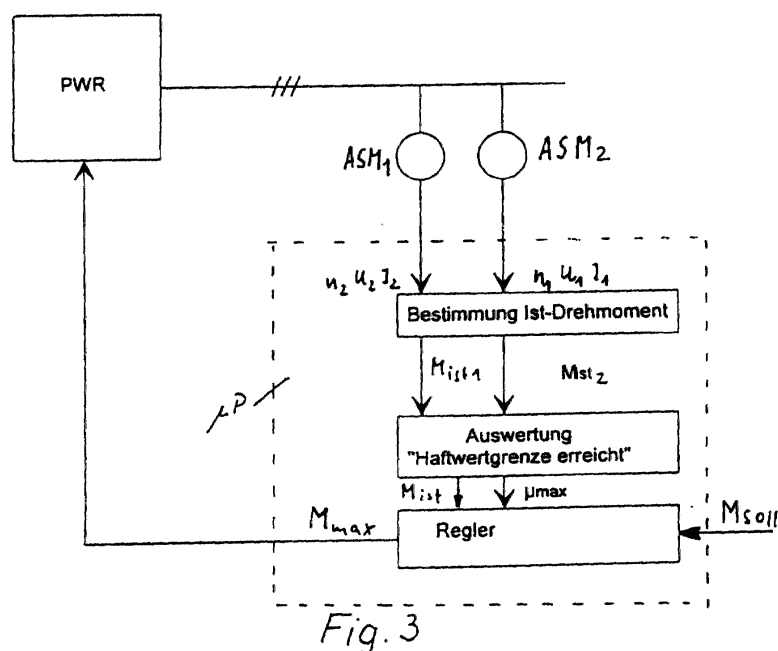 PWR
ASM₁
ASM₂
n₂ U₂ I₂
n₁ U₁ I₁
Bestimmung Ist-Drehmoment
Mist₁
Mist₂
μP
Auswertung
"Haftwertgrenze erreicht"
Mist
μmax
Mmax
Regler
Msoll
Fig. 3